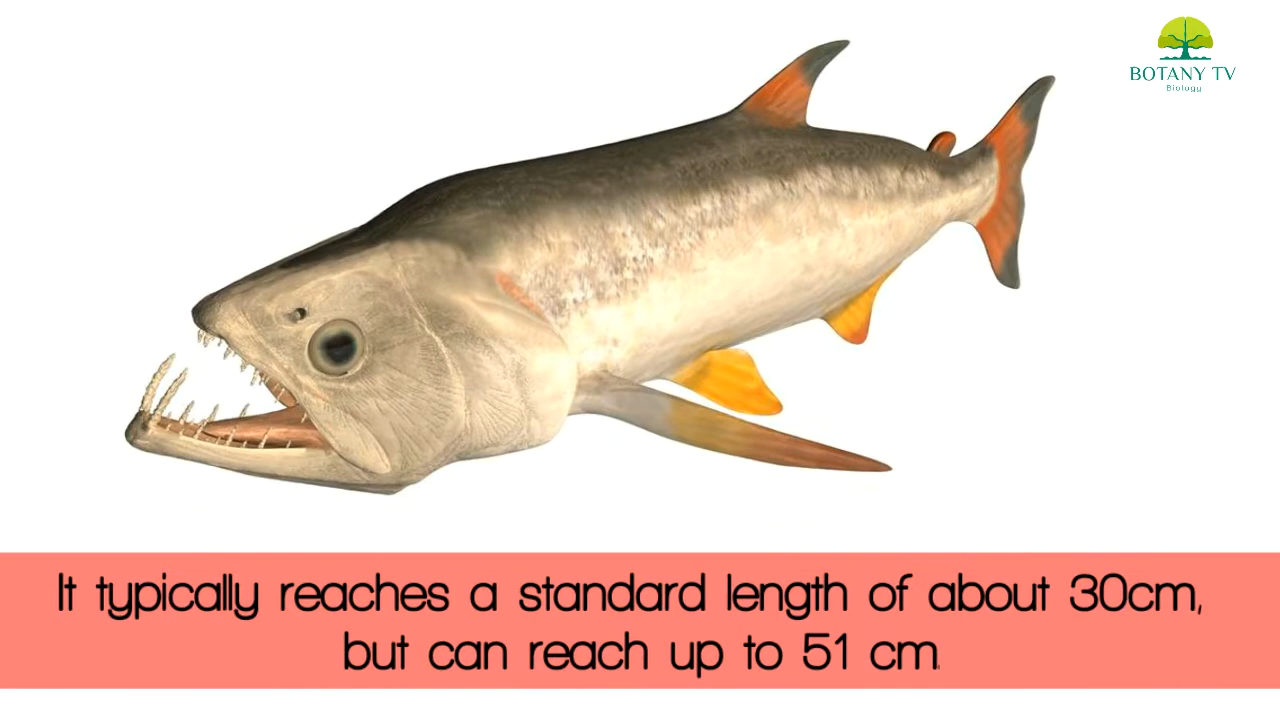 BOTANY TV
Biology
It typically reaches a standard length of about 30cm,
but can reach up to 51 cm.